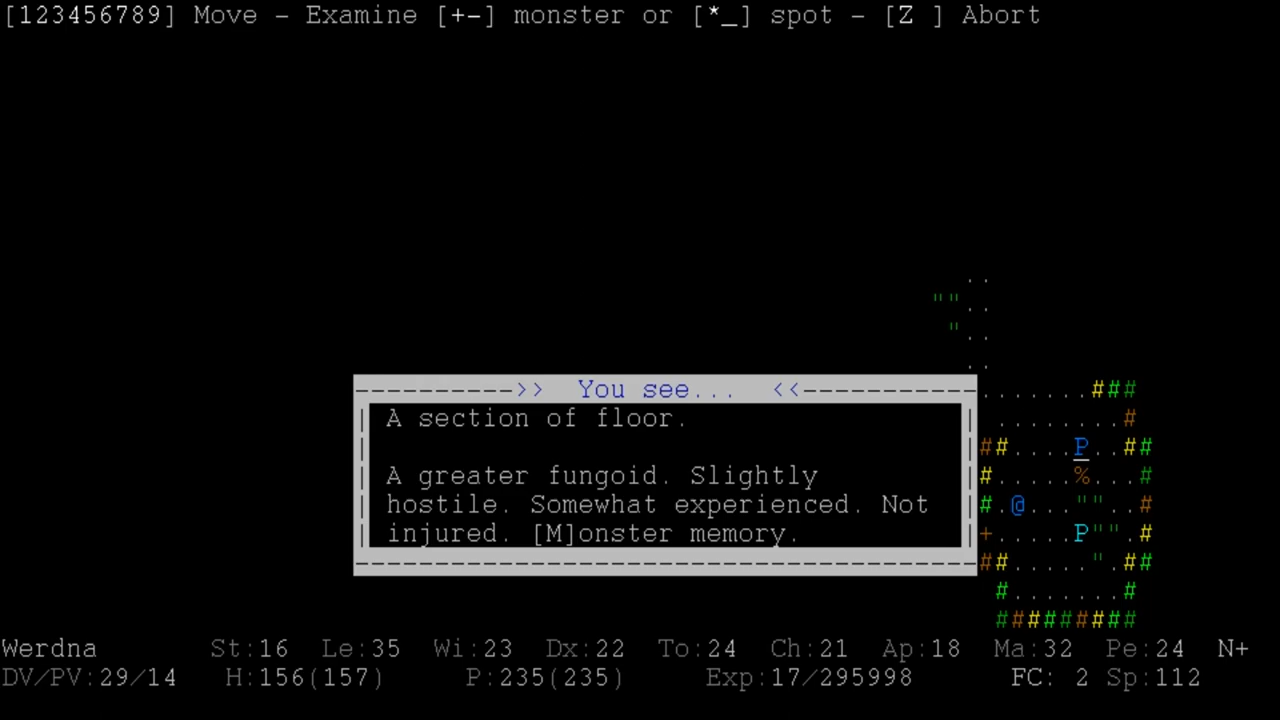 [123456789] Move - Examine [+-] monster or [*_] spot - [Z ] Abort
..
""..
"..
..
------------>> You see... <<------------
.......###
A section of floor.
........#
##....P..##
A greater fungoid. Slightly
#.....%...#
hostile. Somewhat experienced. Not
#.@...""..#
injured. [M]onster memory.
+.....P"".#
##.....".##
#.......#
#########
Werdna St:16 Le:35 Wi:23 Dx:22 To:24 Ch:21 Ap:18 Ma:32 Pe:24 N+
DV/PV:29/14 H:156(157) P:235(235) Exp:17/295998 FC: 2 Sp:112